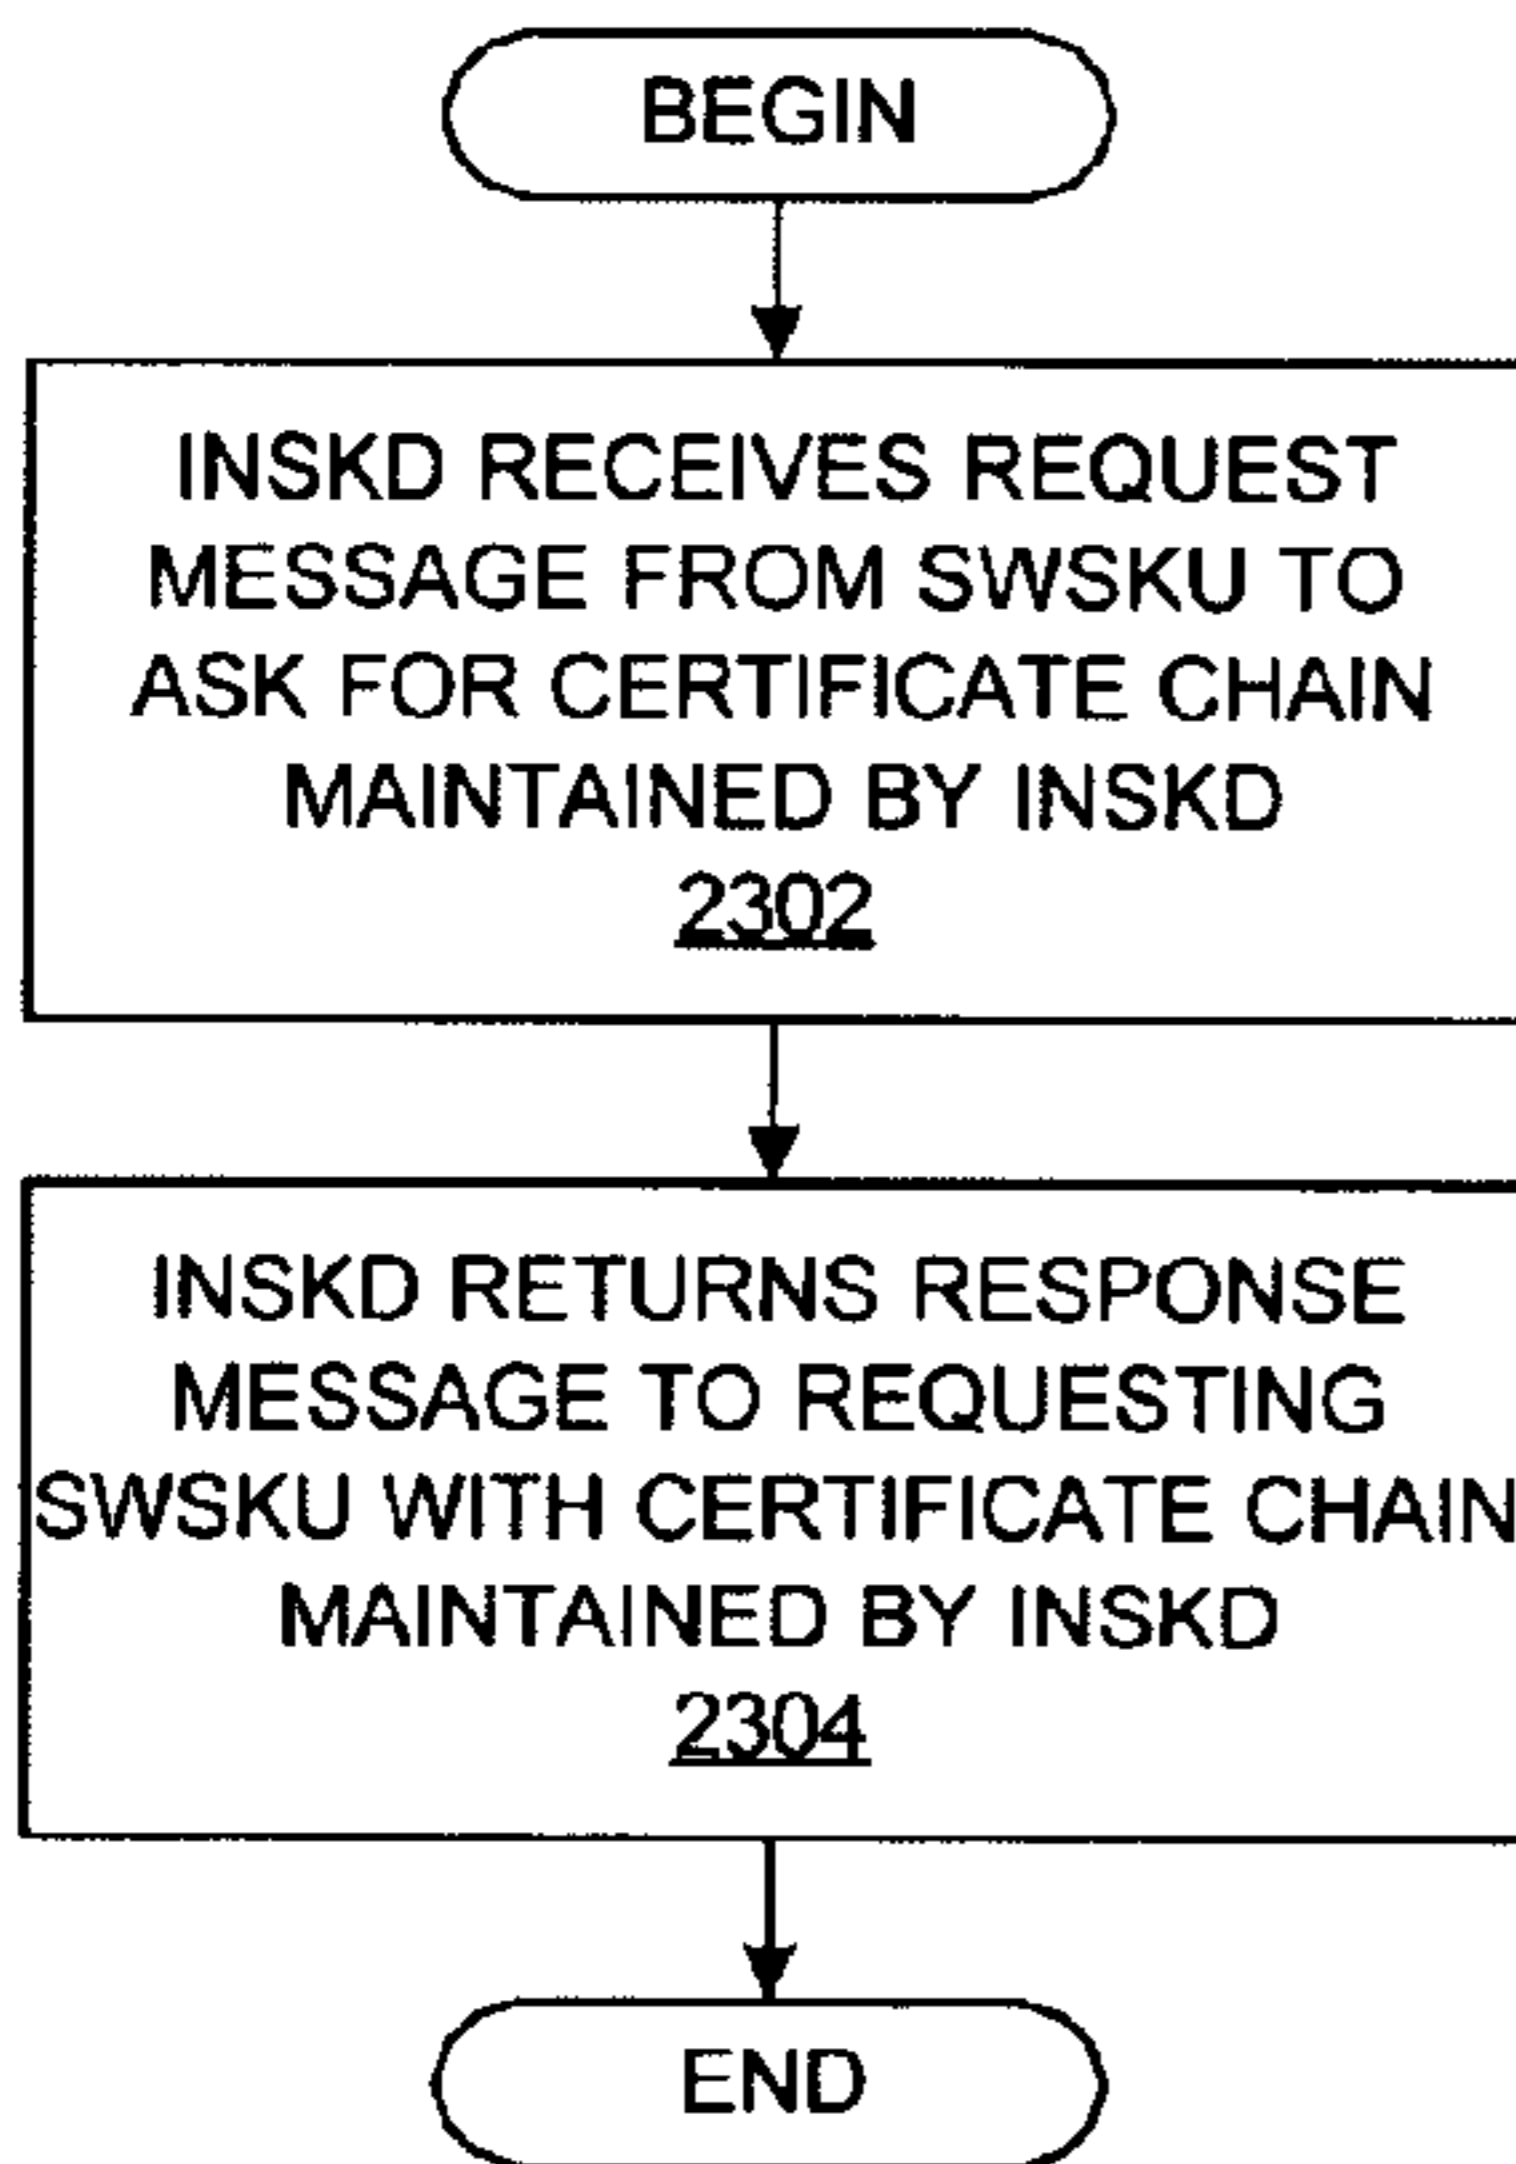 BEGIN
INSKD RECEIVES REQUEST
MESSAGE FROM SWSKU TO
ASK FOR CERTIFICATE CHAIN
MAINTAINED BY INSKD
2302
INSKD RETURNS RESPONSE
MESSAGE TO REQUESTING
SWSKU WITH CERTIFICATE CHAIN
MAINTAINED BY INSKD
2304
END